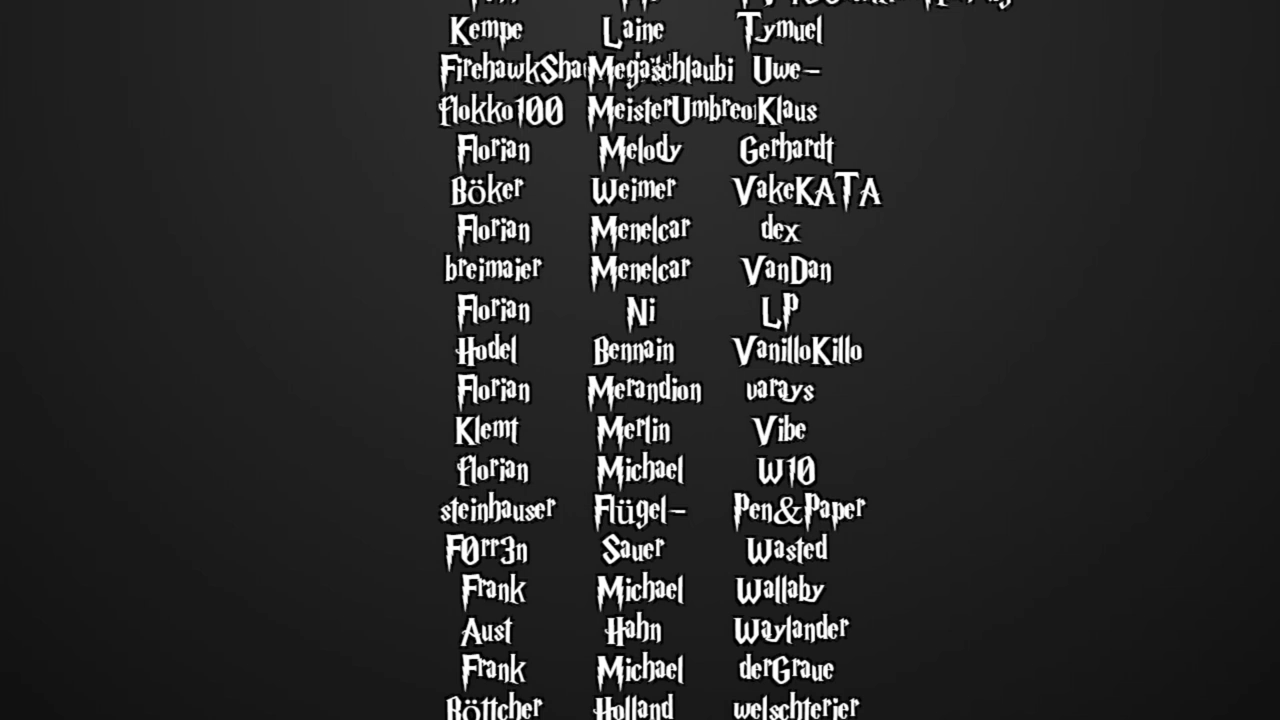 Kempe Laine Tymuel
Megaschlaubi Uwe-
flokko100 Klaus
Florian Melody Gerhardt
Böker Weimer VakeKATA
Florian Menelcar dex
breimaier Menelcar VanDan
Florian Ni LP
Hodel Bennain VanilloKillo
Florian Merandion varays
Klemt Merlin Vibe
florian Michael W10
steinhauser Flügel- Pen&Paper
F0rr3n Sauer Wasted
Frank Michael Wallaby
Aust Hahn Waylander
Frank Michael derGraue
Böttcher Holland welschterier